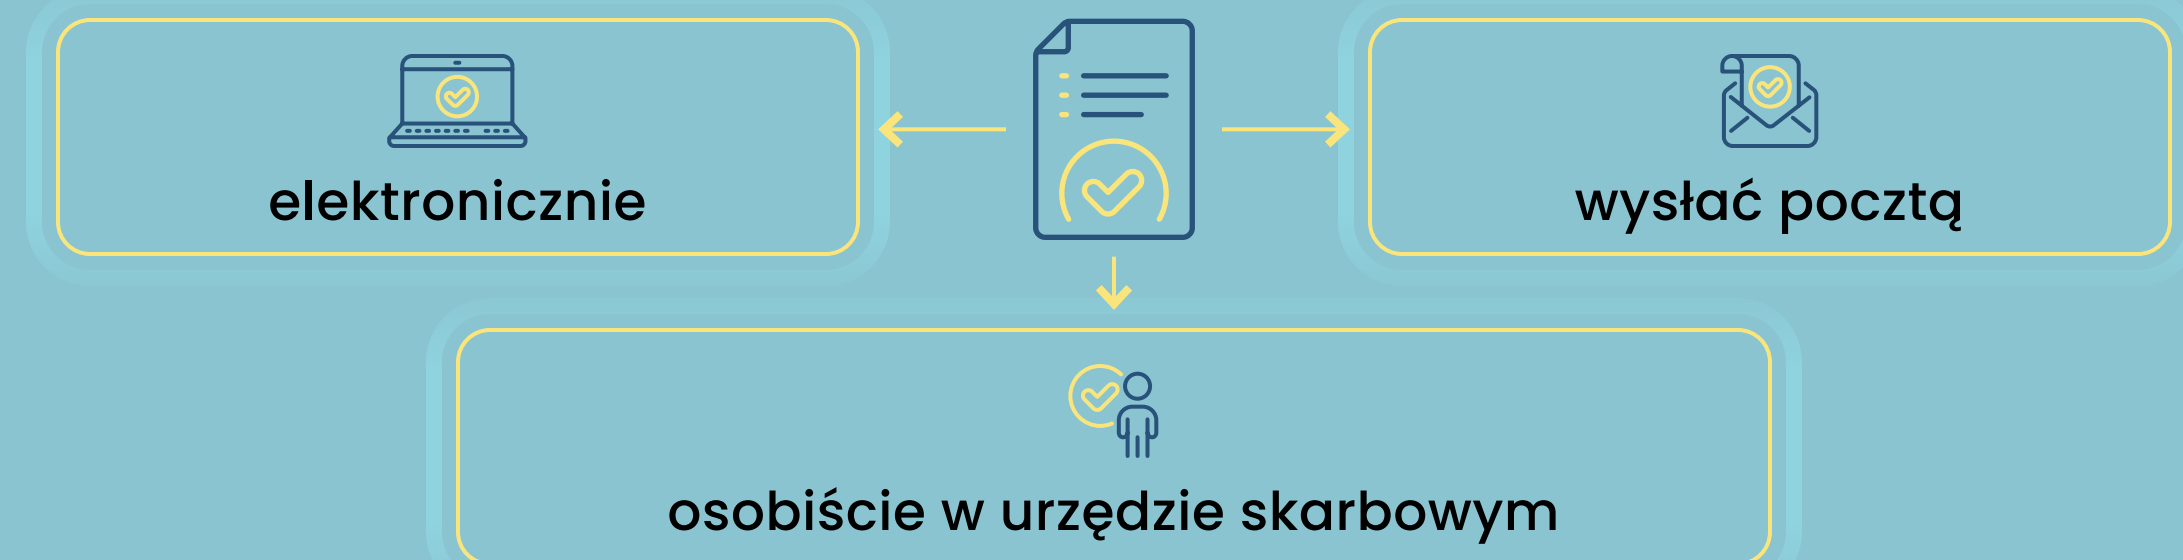 elektronicznie
wysłać pocztą
osobiście w urzędzie skarbowym